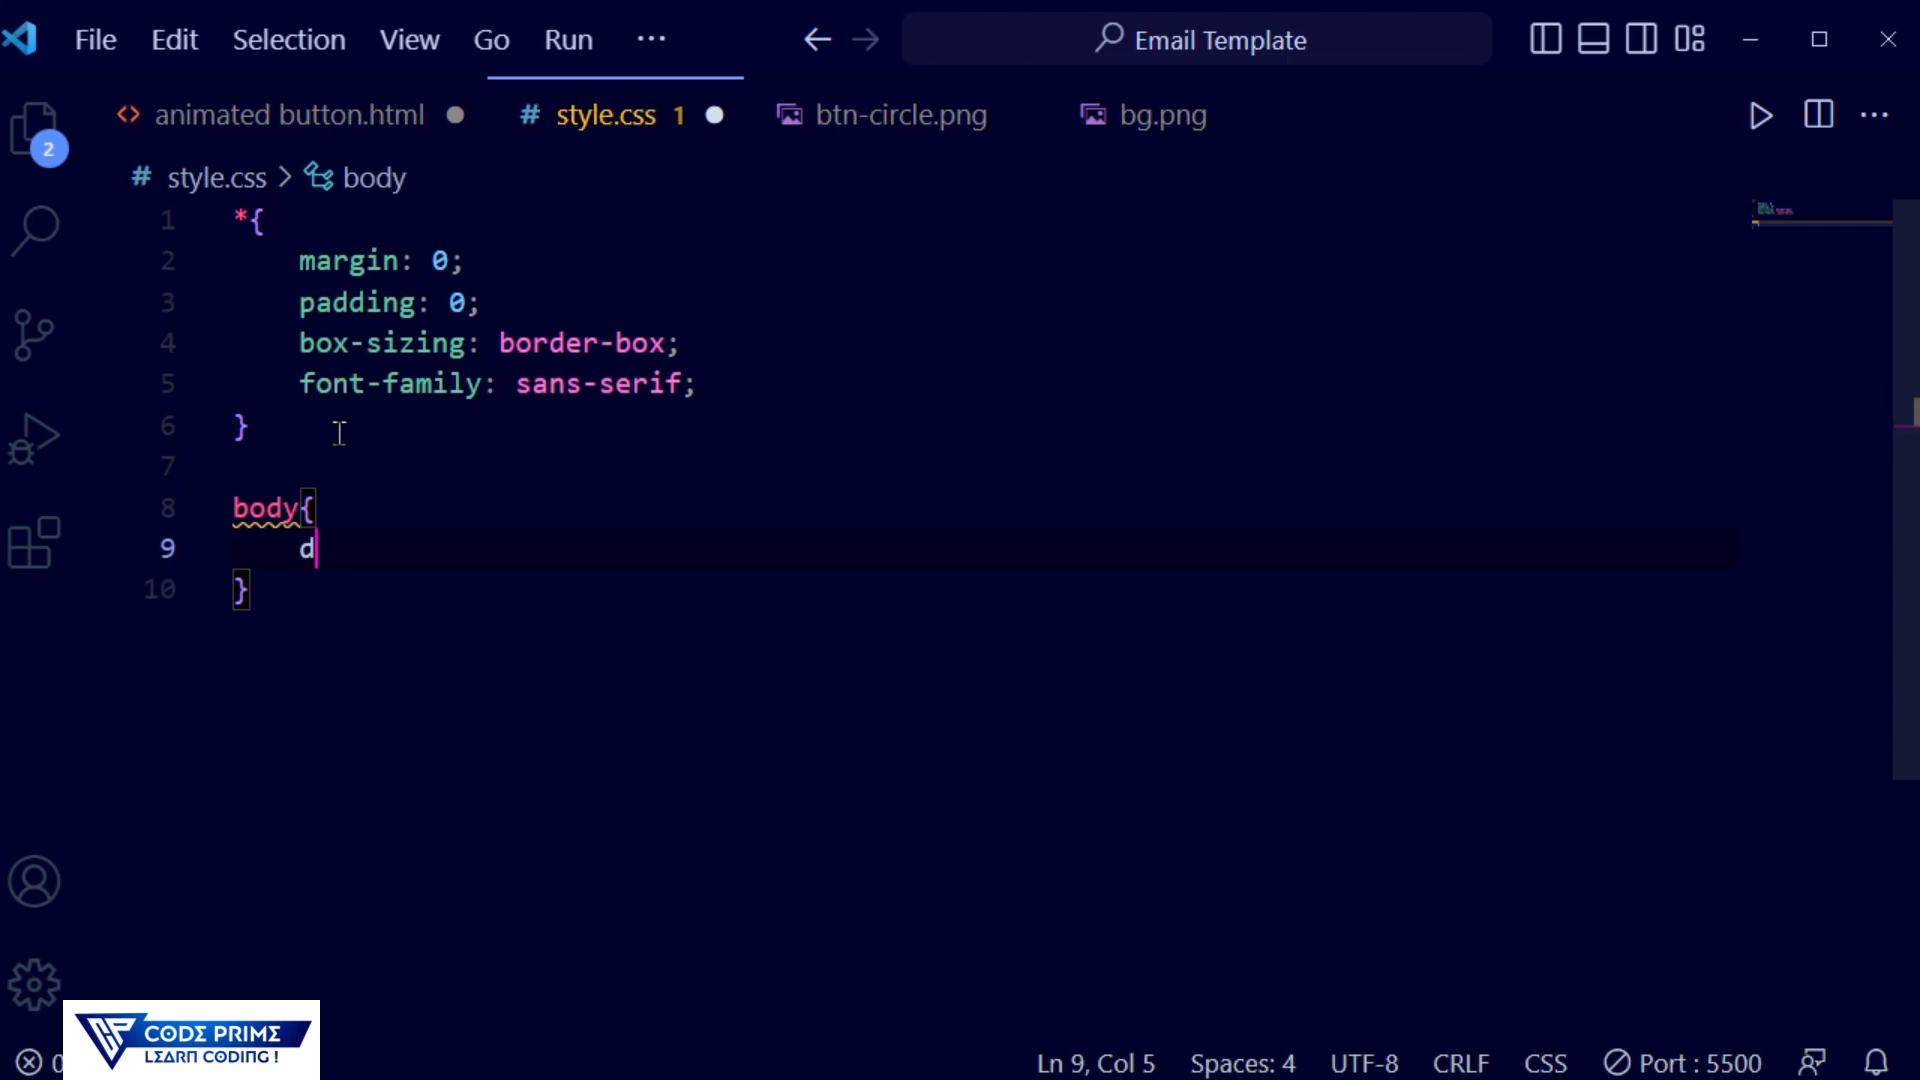 File Edit Selection View Go Run ··· Email Template
animated button.html style.css 1 btn-circle.png bg.png
2
# style.css > body
1 *{
2 margin: 0;
3 padding: 0;
4 box-sizing: border-box;
5 font-family: sans-serif;
6 }
7
8 body{
9 d
10 }
CODE PRIME
LEARN CODING !
0 Ln 9, Col 5 Spaces: 4 UTF-8 CRLF CSS Port : 5500